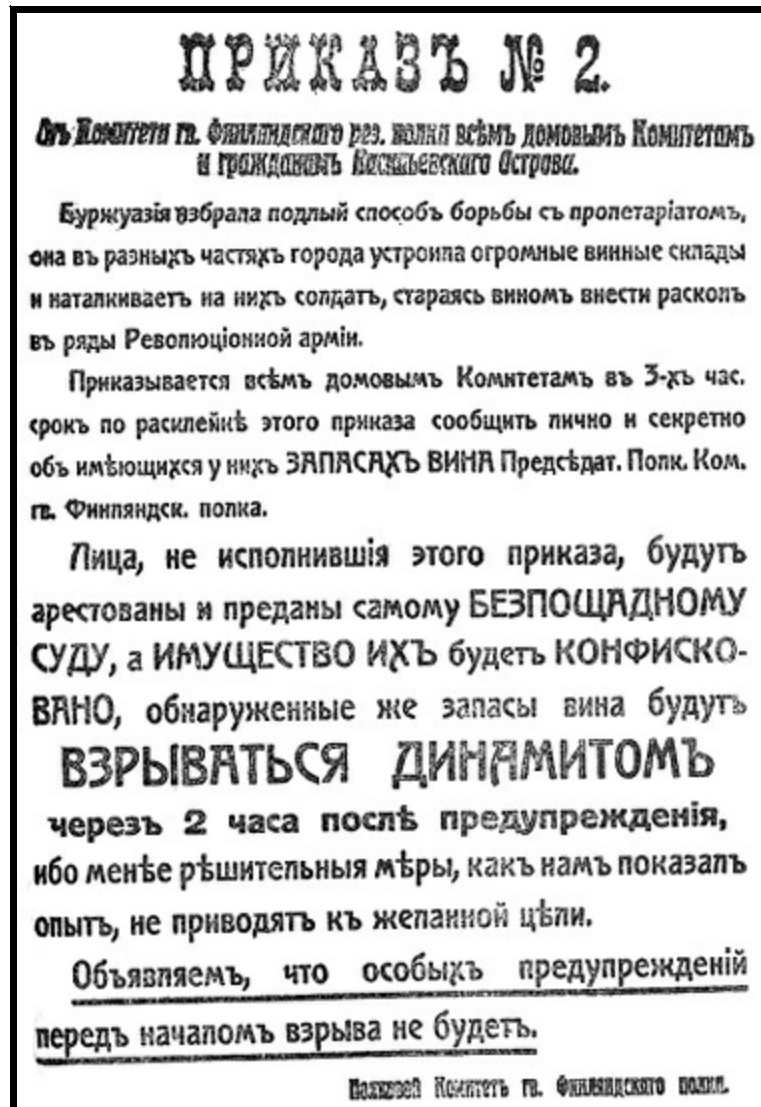 ПРИКАЗЪ № 2.
Отъ Комитета гв. Финляндскаго рез. полка всѣмъ домовымъ Комитетамъ
и гражданамъ Васильевскаго Острова.
Буржуазія избрала подлый способъ борьбы съ пролетаріатомъ,
она въ разныхъ частяхъ города устроила огромные винные склады
и наталкиваетъ на нихъ солдатъ, стараясь виномъ внести расколъ
въ ряды Революціонной арміи.
Приказывается всѣмъ домовымъ Комитетамъ въ 3-хъ час.
срокъ по расклейкѣ этого приказа сообщить лично и секретно
объ имѣющихся у нихъ ЗАПАСАХЪ ВИНА Предсѣдат. Полк. Ком.
гв. Финляндск. полка.
Лица, не исполнившія этого приказа, будутъ
арестованы и преданы самому БЕЗПОЩАДНОМУ
СУДУ, а ИМУЩЕСТВО ИХЪ будетъ КОНФИСКО-
ВАНО, обнаруженные же запасы вина будутъ
ВЗРЫВАТЬСЯ ДИНАМИТОМЪ
черезъ 2 часа послѣ предупрежденія,
ибо менѣе рѣшительныя мѣры, какъ намъ показалъ
опытъ, не приводятъ къ желанной цѣли.
Объявляемъ, что особыхъ предупрежденій
передъ началомъ взрыва не будетъ.
Полковой Комитетъ гв. Финляндскаго полка.